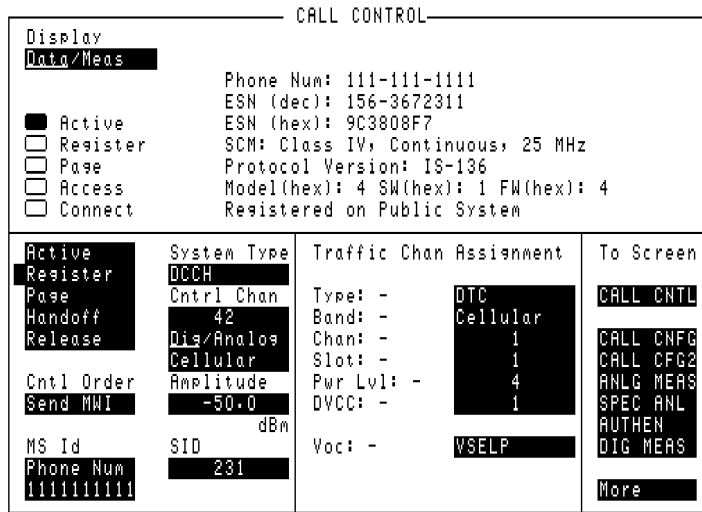 CALL CONTROL
Display
Data/Meas
Phone Num: 111-111-1111
ESN (dec): 156-3672311
Active
ESN (hex): 9C3808F7
Register
SCM: Class IV, Continuous, 25 MHz
Page
Protocol Version: IS-136
Access
Model(hex): 4 SW(hex): 1 FW(hex): 4
Connect
Registered on Public System
Active
Register
Page
Handoff
Release
Cntl Order
Send MWI
MS Id
Phone Num
1111111111
System Type
DCCH
Cntrl Chan
42
Dig/Analog
Cellular
Amplitude
-50.0
dBm
SID
231
Traffic Chan Assignment
Type: - DTC
Band: - Cellular
Chan: - 1
Slot: - 1
Pwr Lvl: - 4
DVCC: - 1
Voc: - VSELP
To Screen
CALL CNTL
CALL CNFG
CALL CFG2
ANLG MEAS
SPEC ANL
AUTHEN
DIG MEAS
More